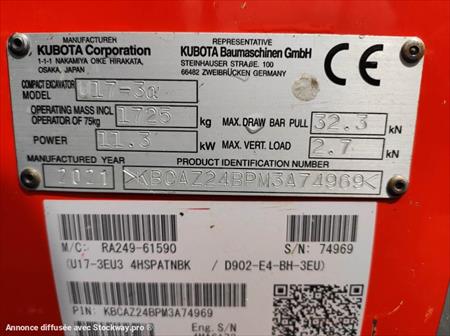 MANUFACTURER
KUBOTA Corporation
1-1-1 NAKAMIYA OIKE HIRAKATA,
OSAKA, JAPAN
REPRESENTATIVE
KUBOTA Baumaschinen GmbH
STEINHAUSER STRAßE. 100
66482 ZWEIBRÜCKEN GERMANY
CE
COMPACT EXCAVATOR
MODEL U17-3α
OPERATING MASS INCL
OPERATOR OF 75kg 1725 kg
MAX. DRAW BAR PULL 32.3 kN
POWER 11.3 kW
MAX. VERT. LOAD 2.7 kN
MANUFACTURED YEAR
PRODUCT IDENTIFICATION NUMBER
2021
>KBCAZ24BPM3A74969<
M/C: RA249-61590
S/N: 74969
(U17-3EU3 4HSPATNBK / D902-E4-BH-3EU)
PIN: KBCAZ24BPM3A74969
Eng. S/N
Annonce diffusée avec www.Stockway.pro :-)